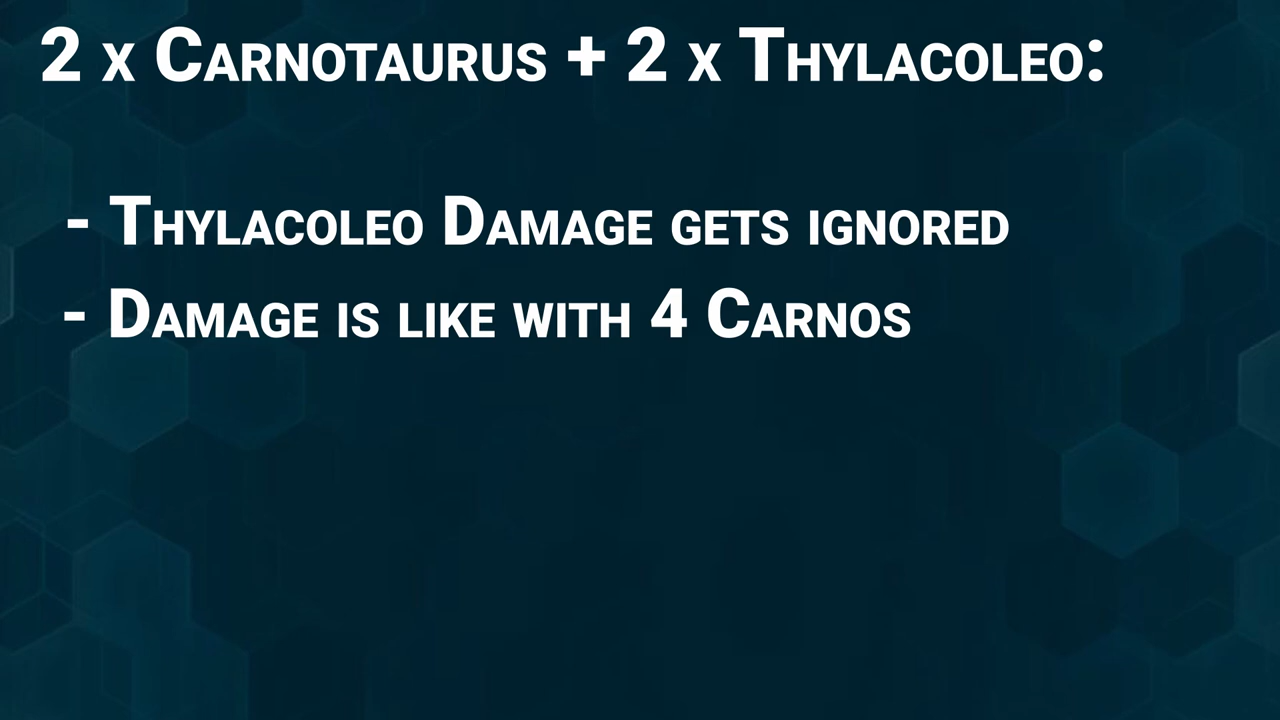 2 x Carnotaurus + 2 x Thylacoleo:
- Thylacoleo Damage gets ignored
- Damage is like with 4 Carnos